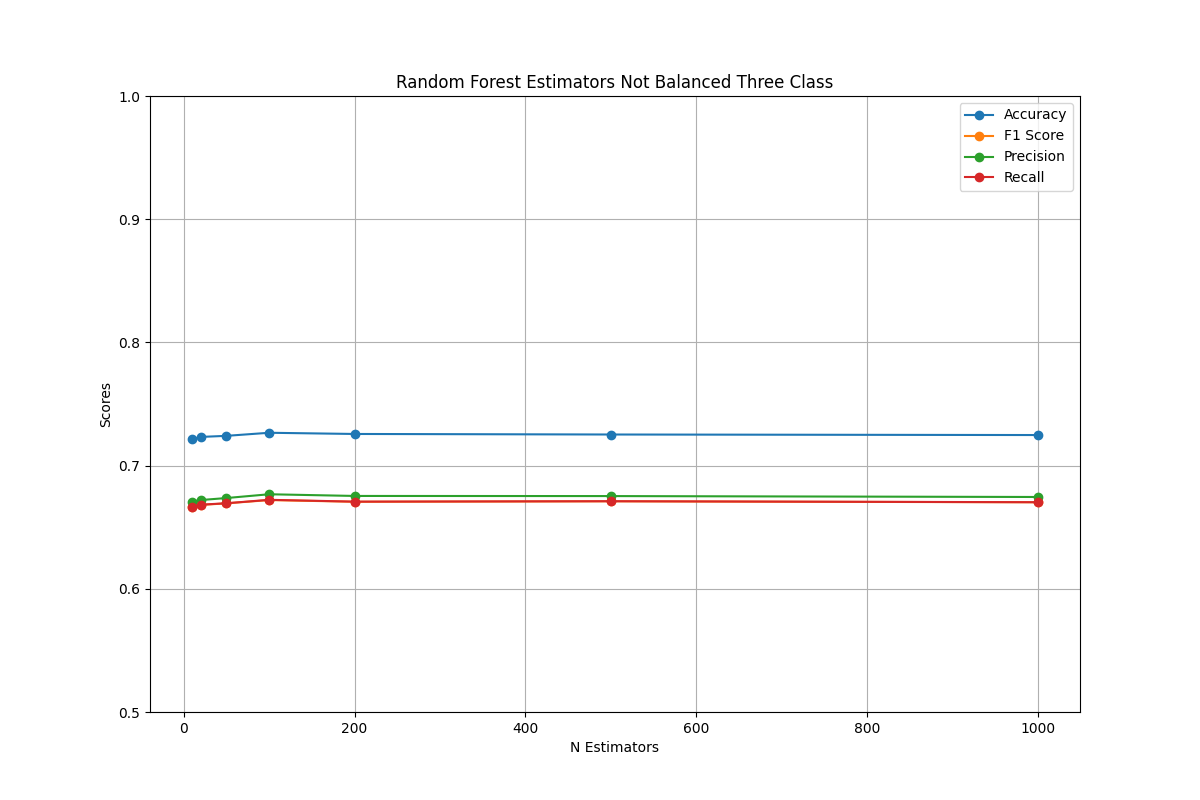 Random Forest Estimators Not Balanced Three Class
1.0
0.9
0.8
0.7
0.6
0.5
Scores
0
200
400
600
800
1000
N Estimators
Accuracy
F1 Score
Precision
Recall